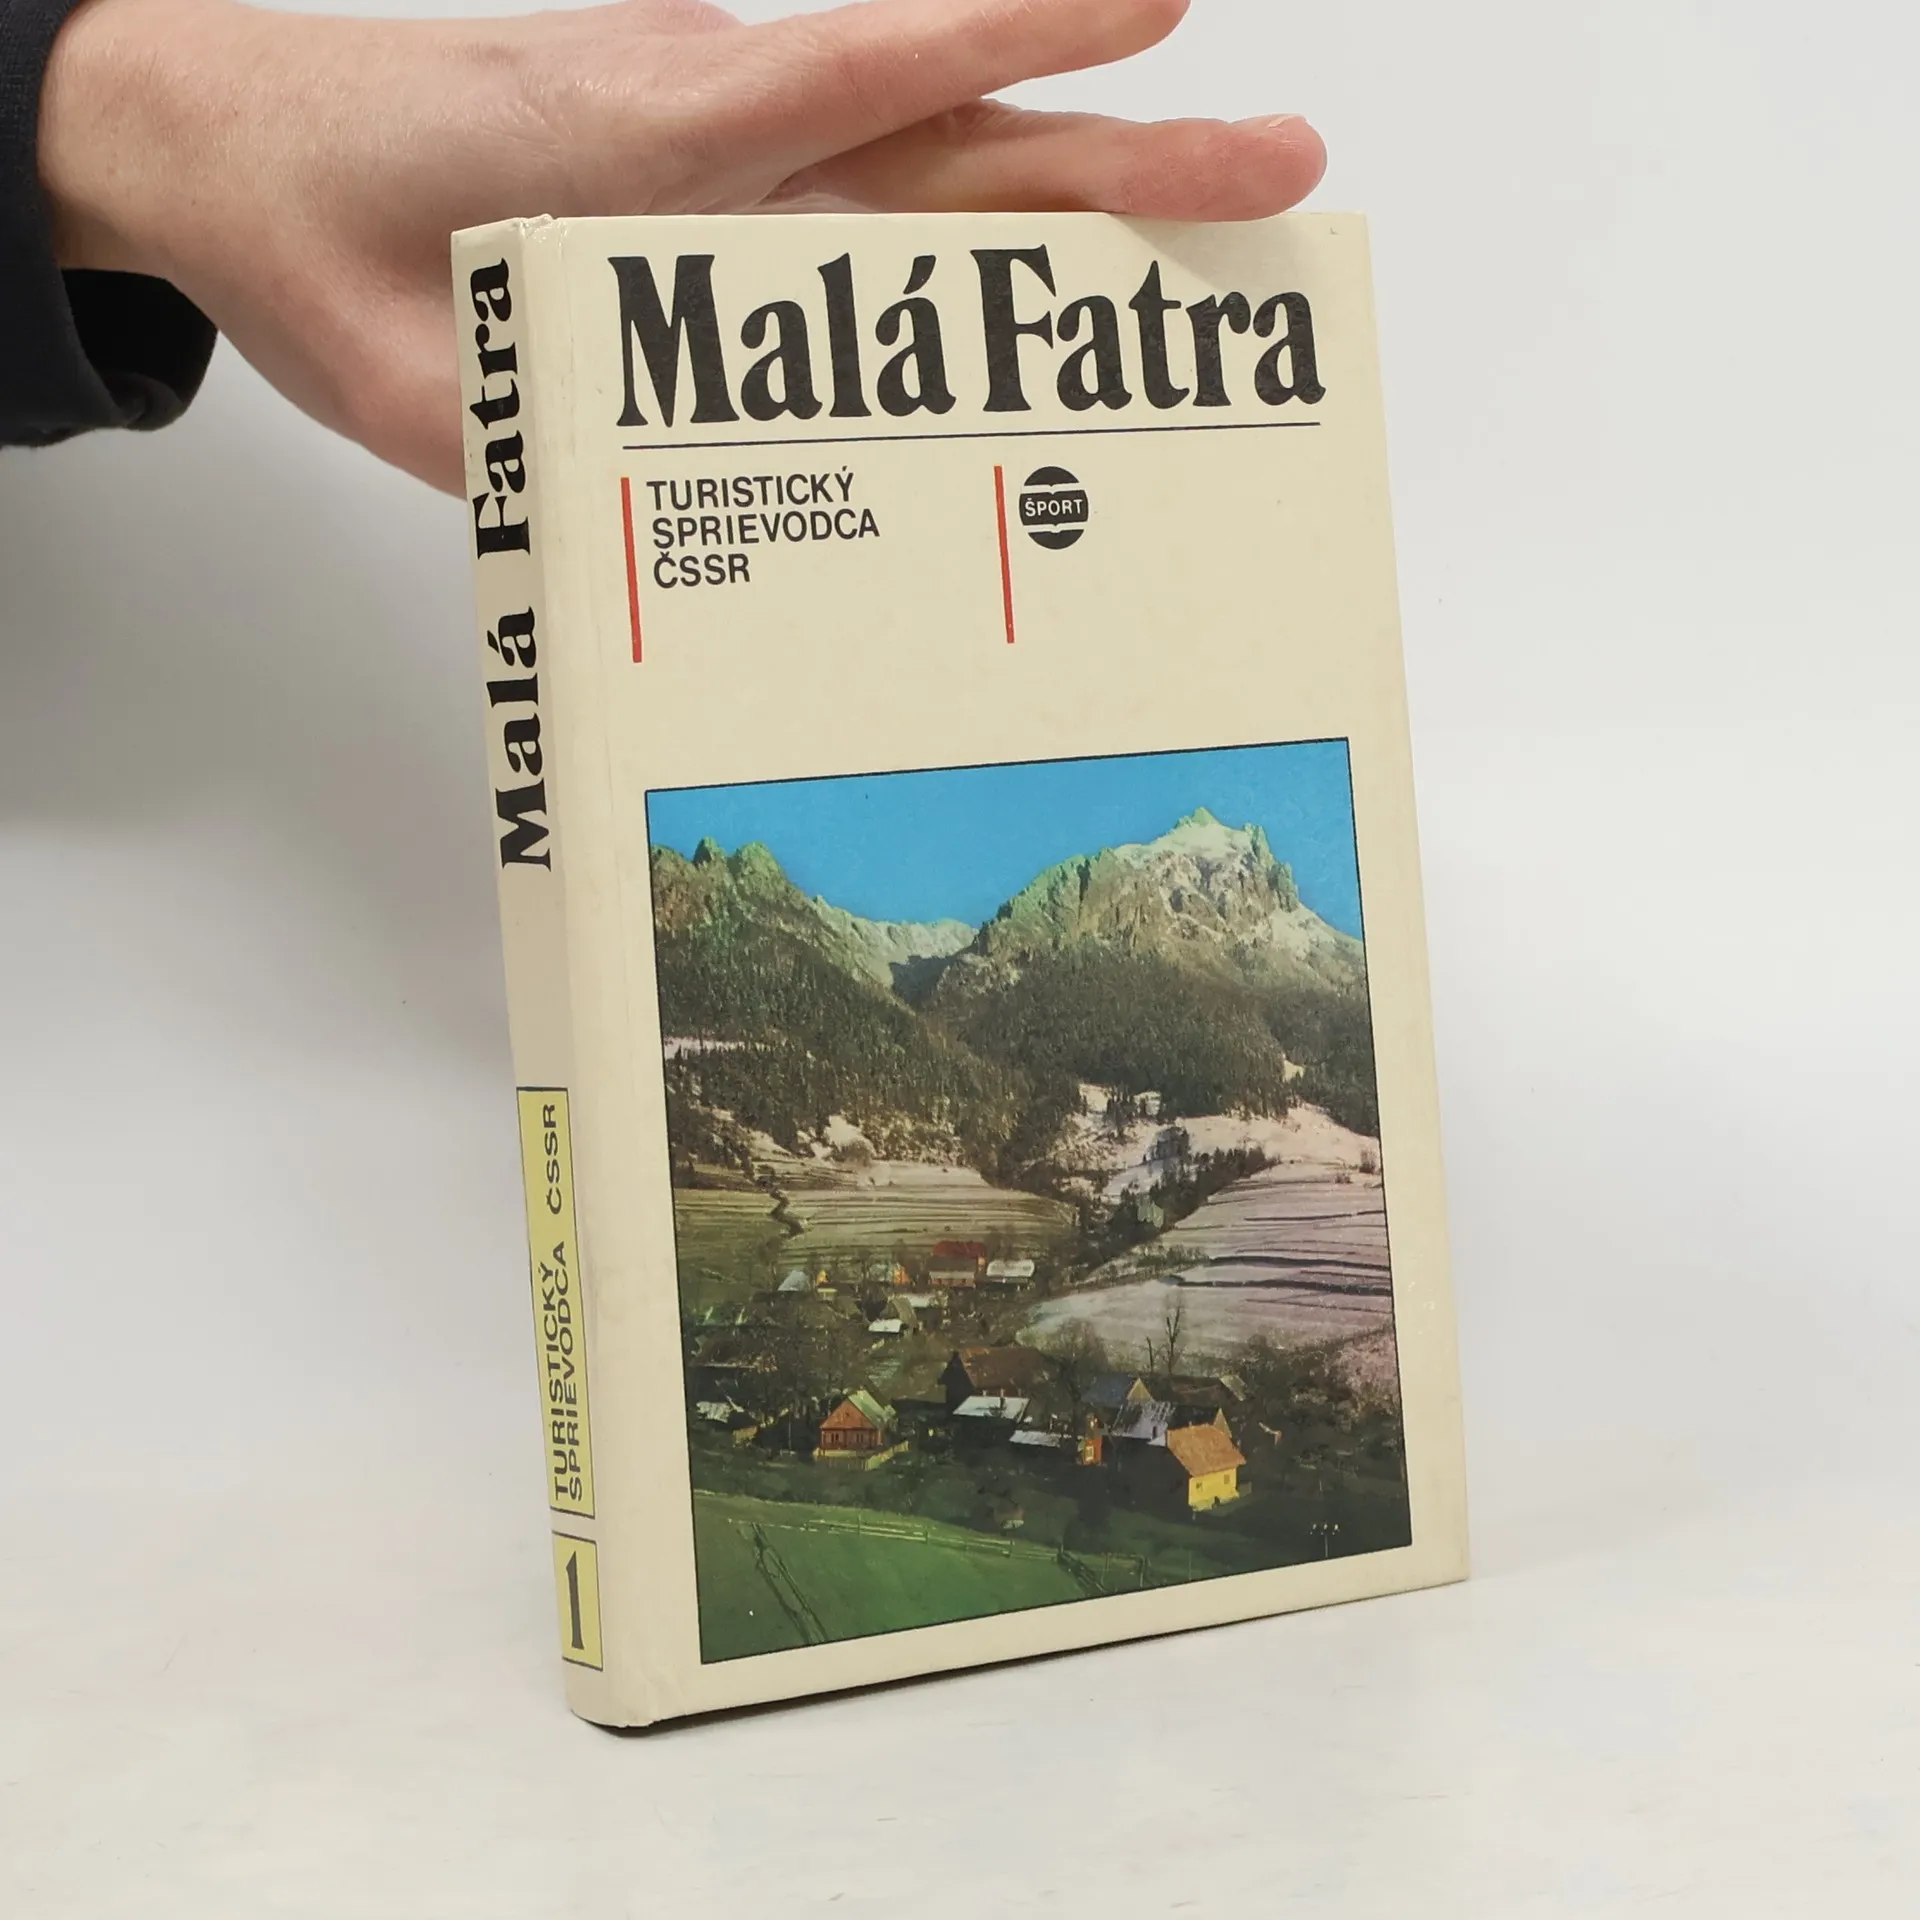 Malá Fatra
TURISTICKÝ
SPRIEVODCA
ČSSR
ŠPORT
Malá Fatra
TURISTICKÝ
SPRIEVODCA ČSSR
1